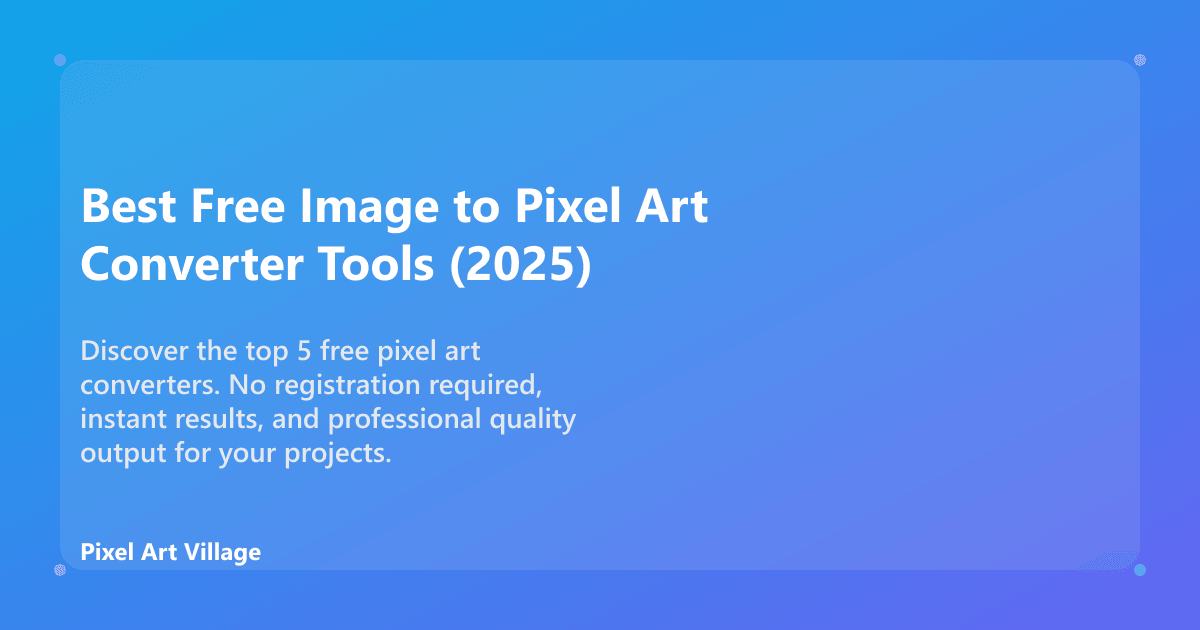 Best Free Image to Pixel Art
Converter Tools (2025)
Discover the top 5 free pixel art
converters. No registration required,
instant results, and professional quality
output for your projects.
Pixel Art Village